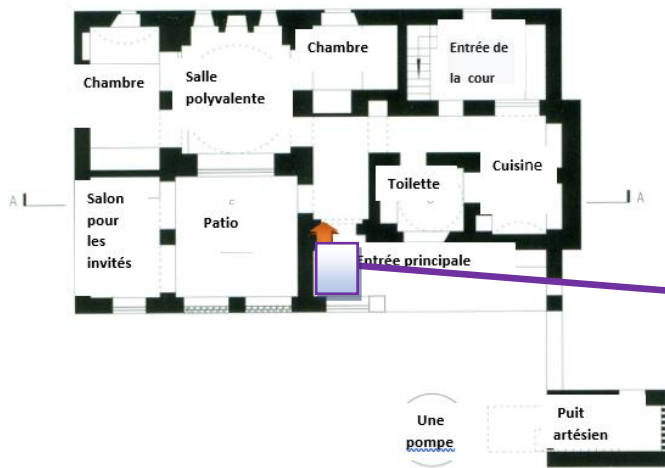 Chambre
Salle
polyvalente
Chambre
Entrée de
la cour
Salon
pour
les
invités
Patio
Toilette
Cuisine
A
A
Entrée principale
Une
pompe
Puit
artésien